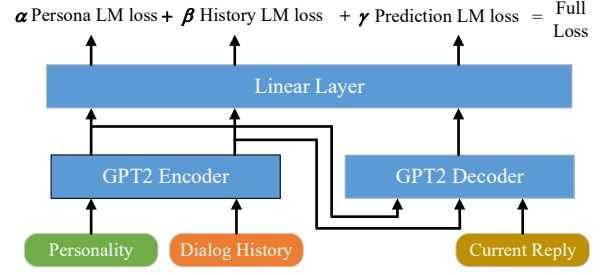 α Persona LM loss + β History LM loss + γ Prediction LM loss = Full Loss
Linear Layer
GPT2 Encoder GPT2 Decoder
Personality Dialog History Current Reply